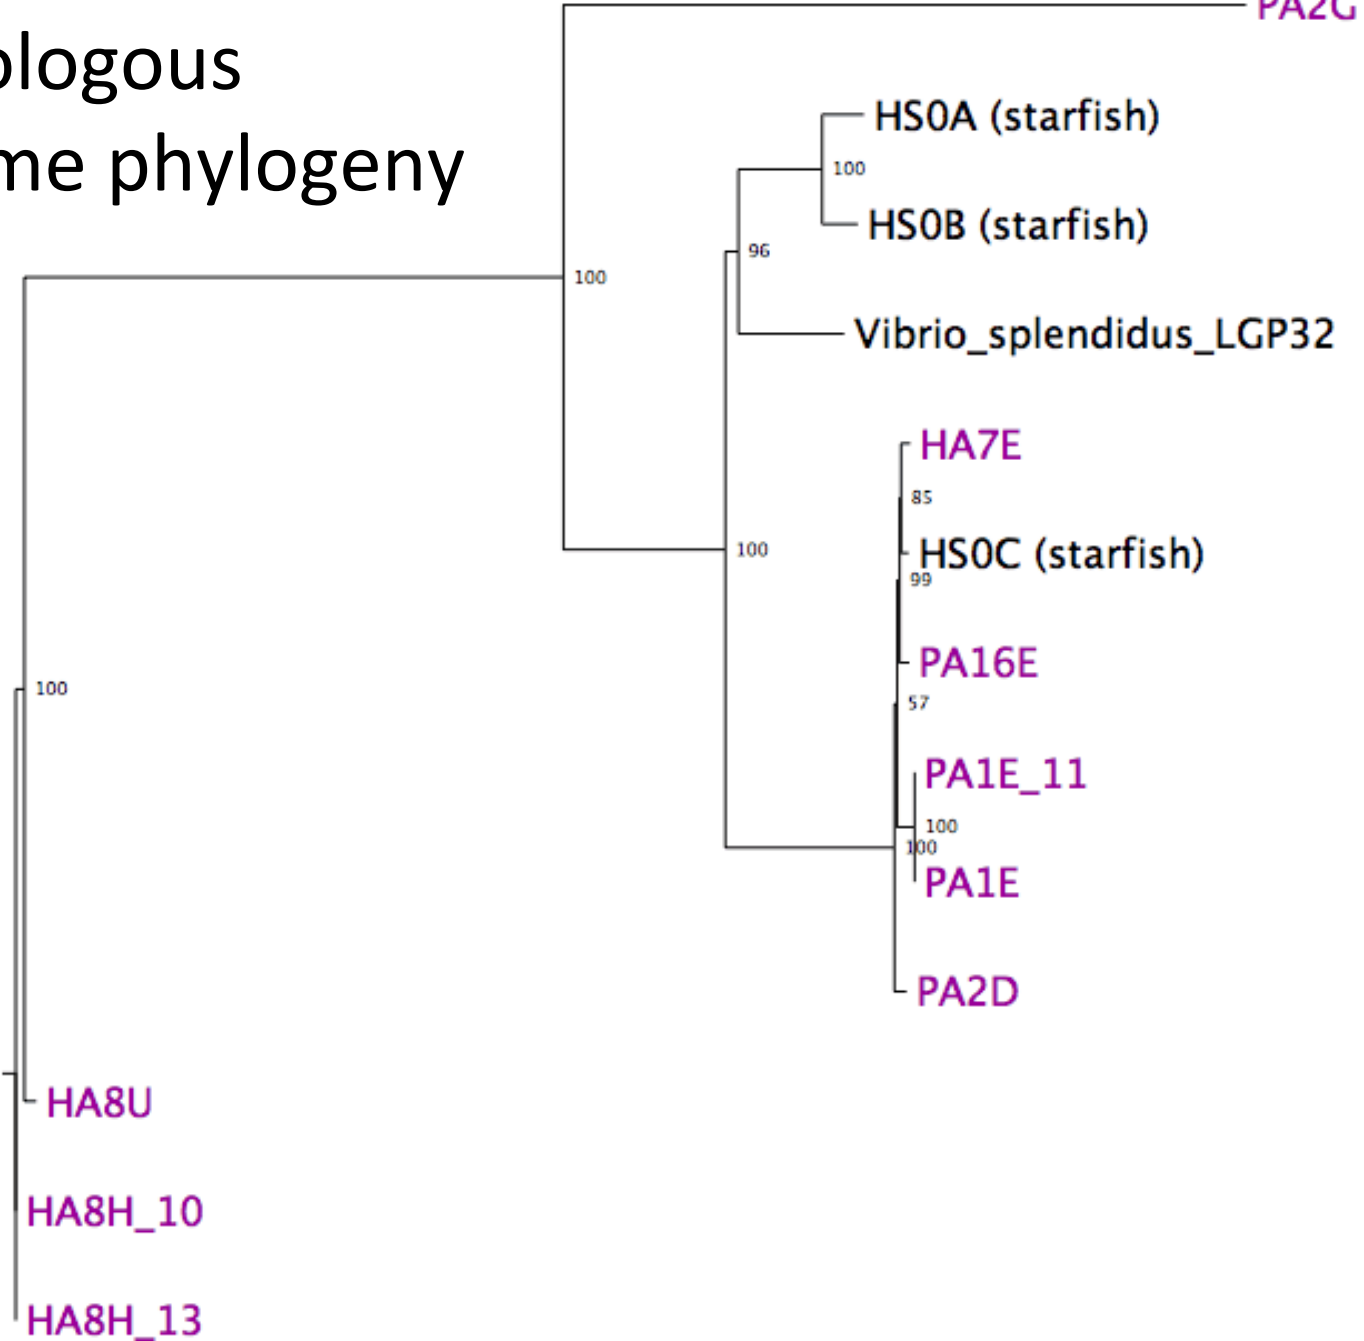 PA2G
ologous
me phylogeny
HS0A (starfish)
100
HS0B (starfish)
96
100
Vibrio_splendidus_LGP32
HA7E
85
100
HS0C (starfish)
99
PA16E
100
57
PA1E_11
100
100
PA1E
PA2D
HA8U
HA8H_10
HA8H_13